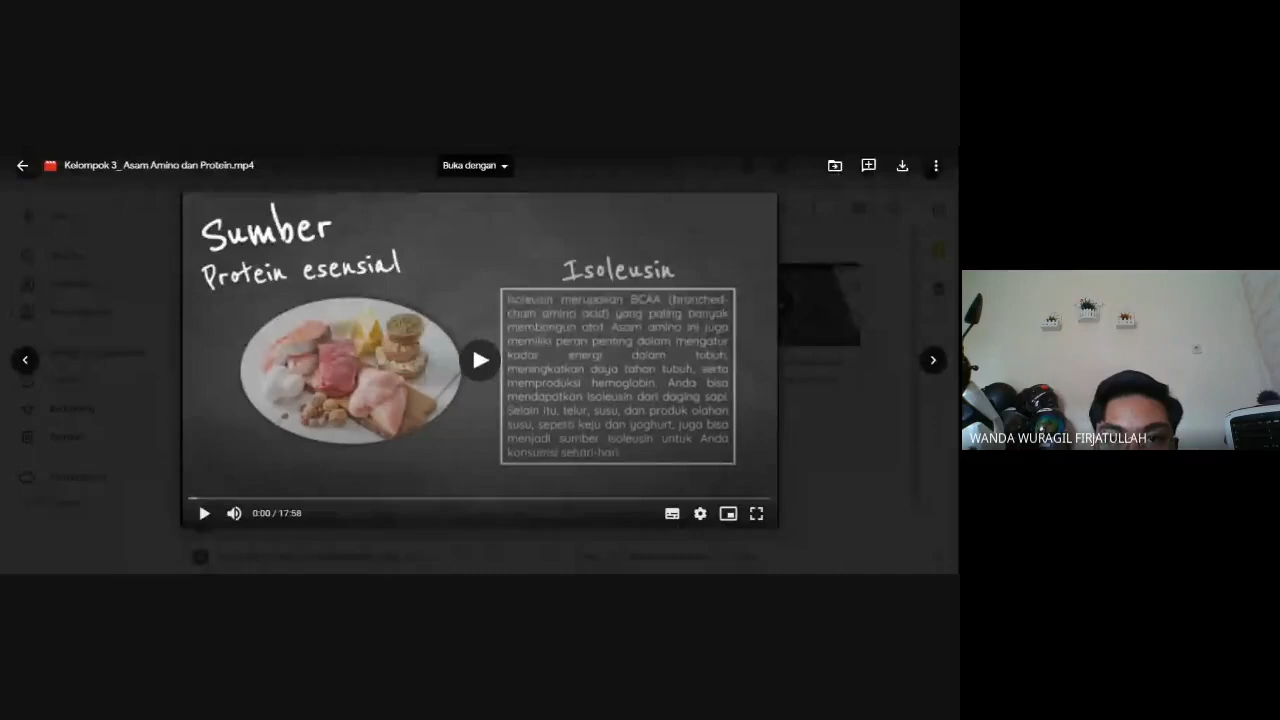 Kelompok 3_ Asam Amino dan Protein.mp4
Buka dengan
Sumber
Protein esensial
Isoleusin
Isoleusin merupakan BCAA (branched-
chain amino acid) yang paling banyak
membangun otot. Asam amino ini juga
memiliki peran penting dalam mengatur
kadar energi dalam tubuh,
meningkatkan daya tahan tubuh, serta
memproduksi hemoglobin. Anda bisa
mendapatkan isoleusin dari daging sapi.
Selain itu, telur, susu, dan produk olahan
susu, seperti keju dan yoghurt, juga bisa
menjadi sumber isoleusin untuk Anda
konsumsi sehari-hari.
0:00 / 17:58
WANDA WURAGIL FIRJATULLAH